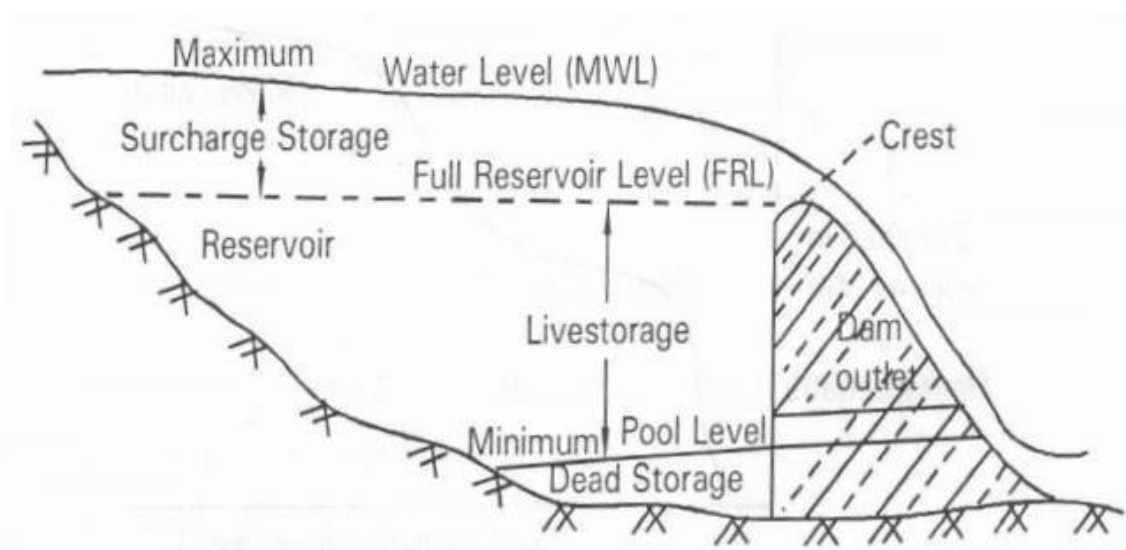 Maximum Water Level (MWL)
Surcharge Storage
Crest
Full Reservoir Level (FRL)
Reservoir
Livestorage
Dam
outlet
Minimum Pool Level
Dead Storage